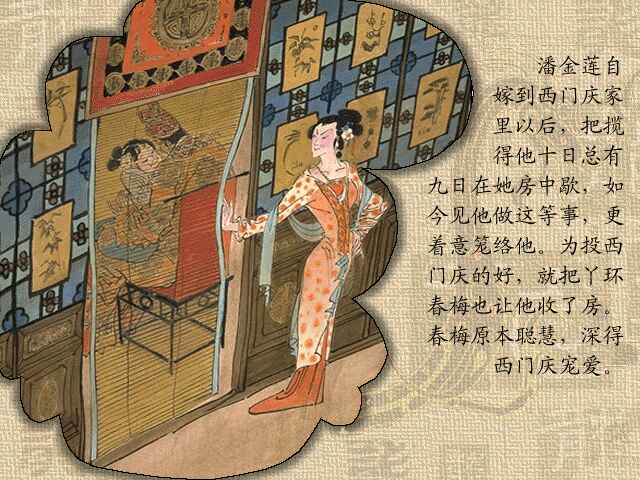 潘金莲自
嫁到西门庆家
里以后，把揽
得他十日总有
九日在她房中歇，如
今见他做这等事，更
着意笼络他。为投西
门庆的好，就把丫环
春梅也让他收了房。
春梅原本聪慧，深得
西门庆宠爱。